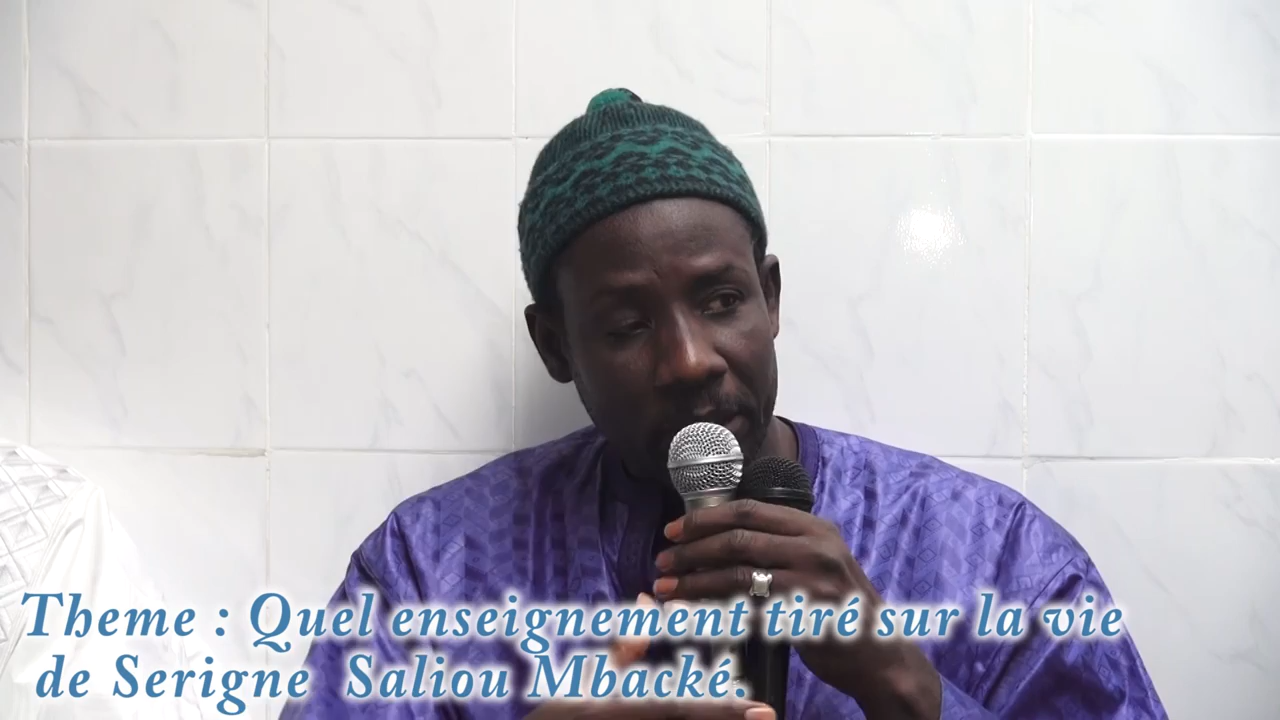 Theme : Quel enseignement tiré sur la vie
de Serigne Saliou Mbacké.